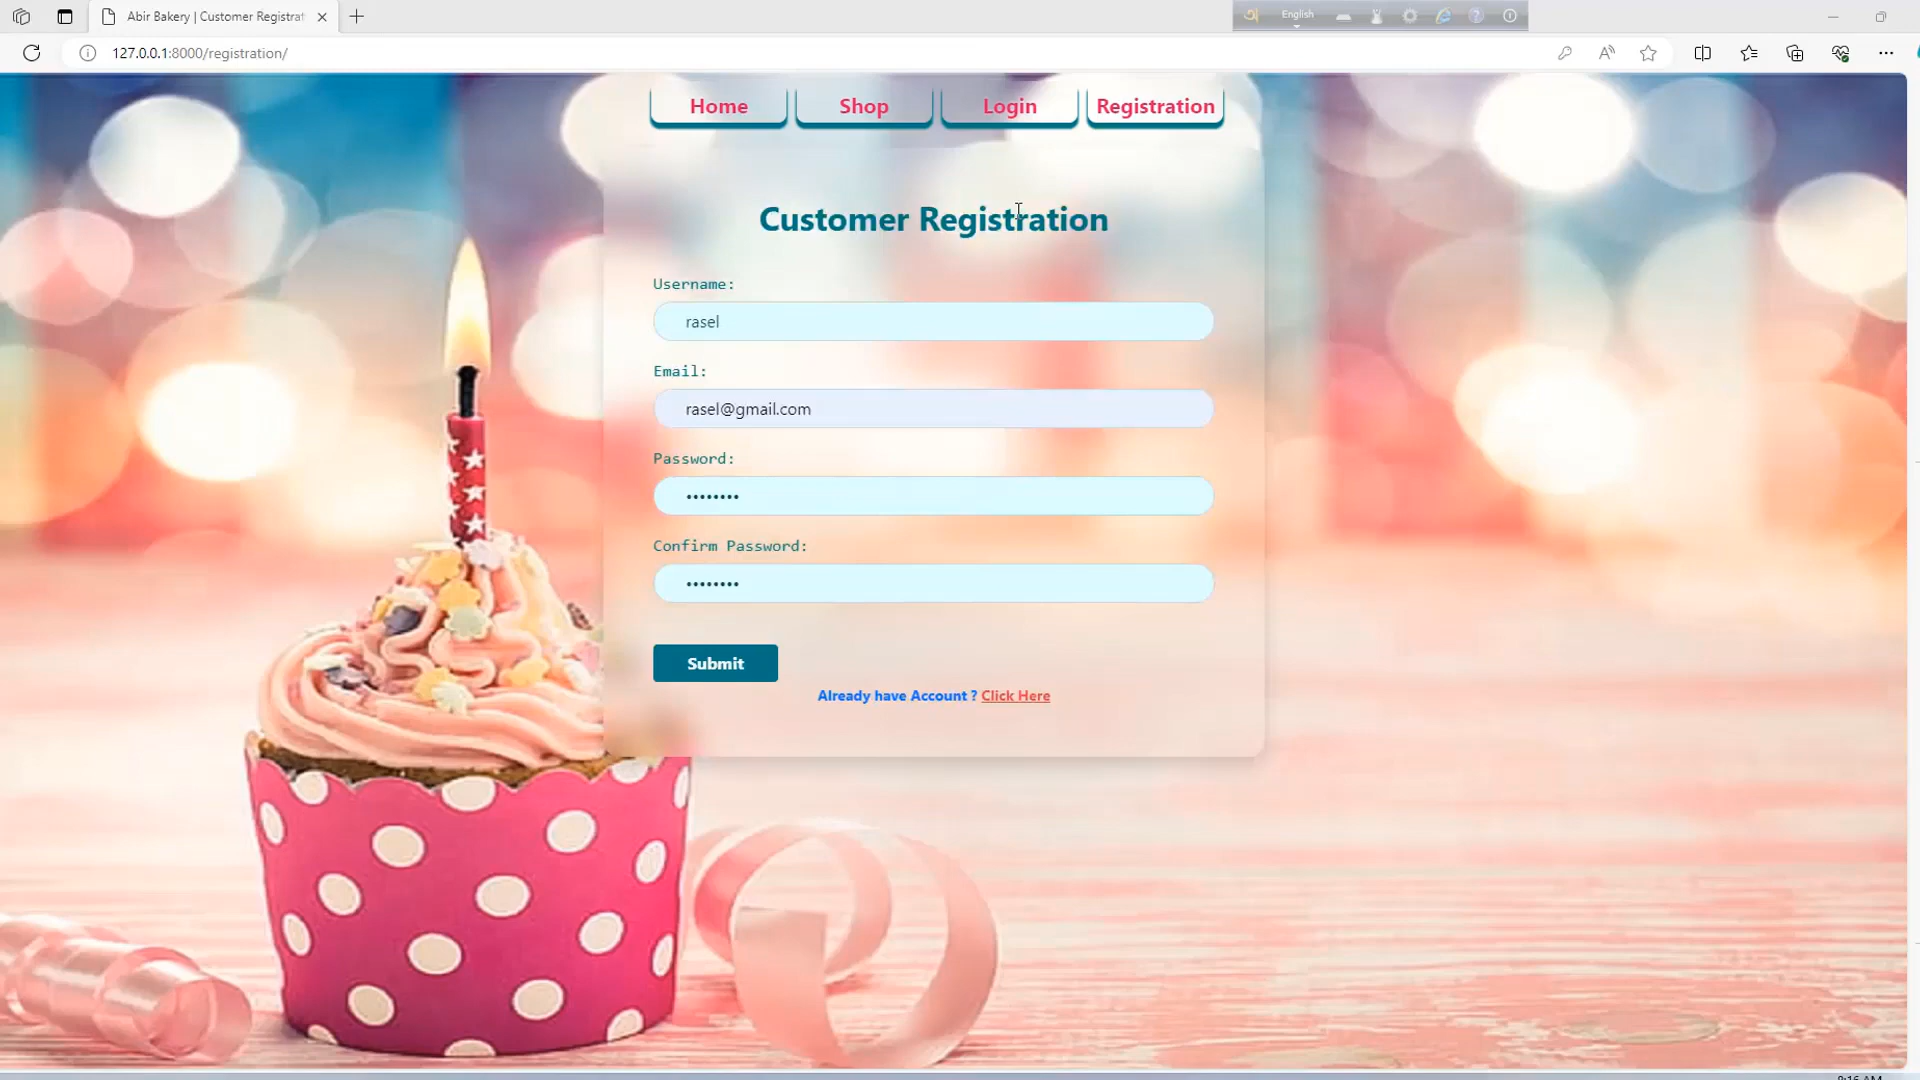 Abir Bakery | Customer Registrat
English
127.0.0.1:8000/registration/
Home Shop Login Registration
Customer Registration
Username:
rasel
Email:
rasel@gmail.com
Password:
••••••••
Confirm Password:
••••••••
Submit
Already have Account ? Click Here